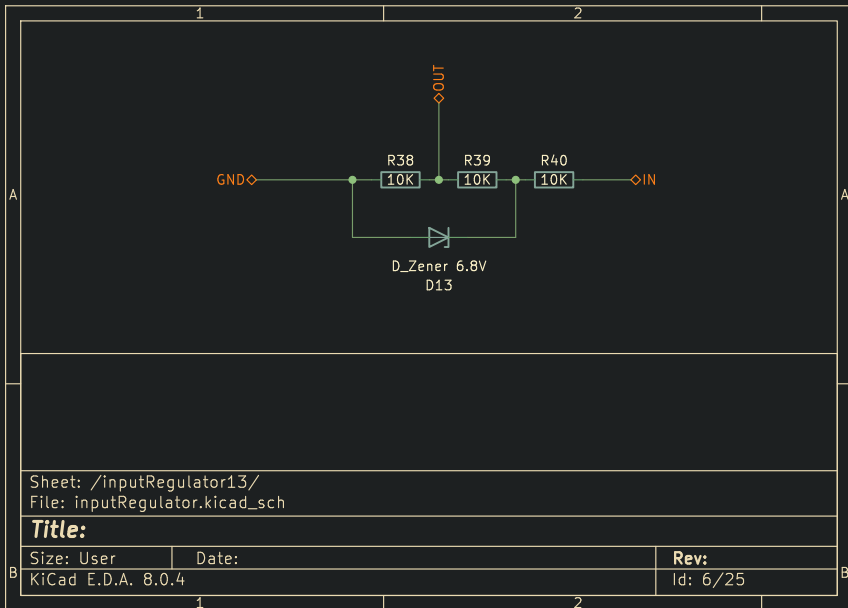 1 2
OUT
R38 R39 R40
GND 10K 10K 10K IN
A A
D_Zener 6.8V
D13
Sheet: /inputRegulator13/
File: inputRegulator.kicad_sch
Title:
Size: User Date: Rev:
B B
KiCad E.D.A. 8.0.4 Id: 6/25
1 2